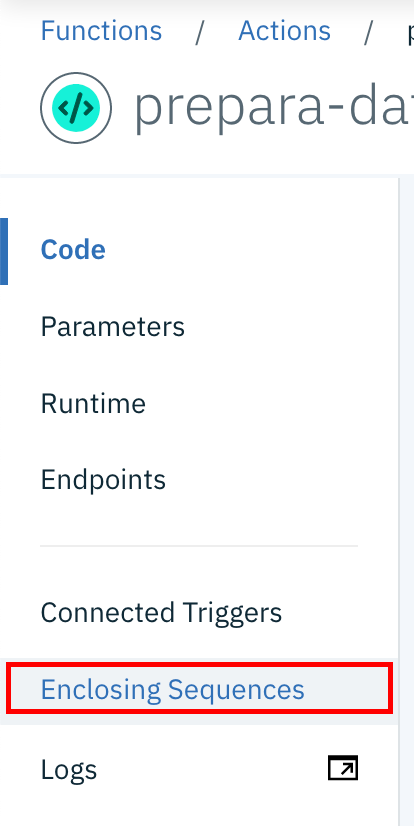 Functions / Actions /
prepara-da
Code
Parameters
Runtime
Endpoints
Connected Triggers
Enclosing Sequences
Logs